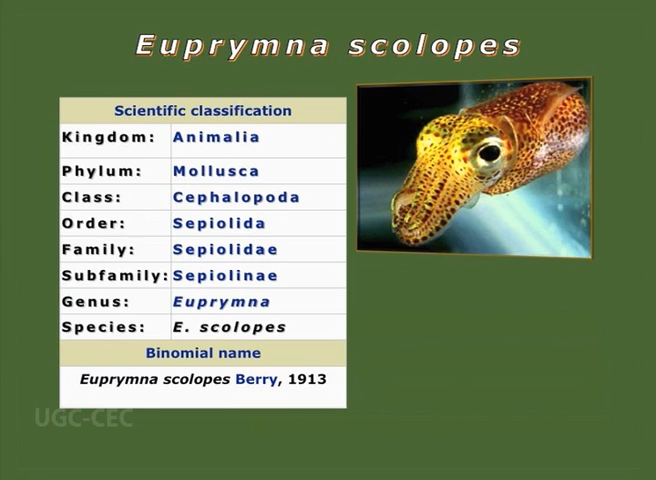 Euprymna scolopes
Scientific classification
Kingdom: Animalia
Phylum: Mollusca
Class: Cephalopoda
Order: Sepiolida
Family: Sepiolidae
Subfamily: Sepiolinae
Genus: Euprymna
Species: E. scolopes
Binomial name
Euprymna scolopes Berry, 1913
UGC-CEC